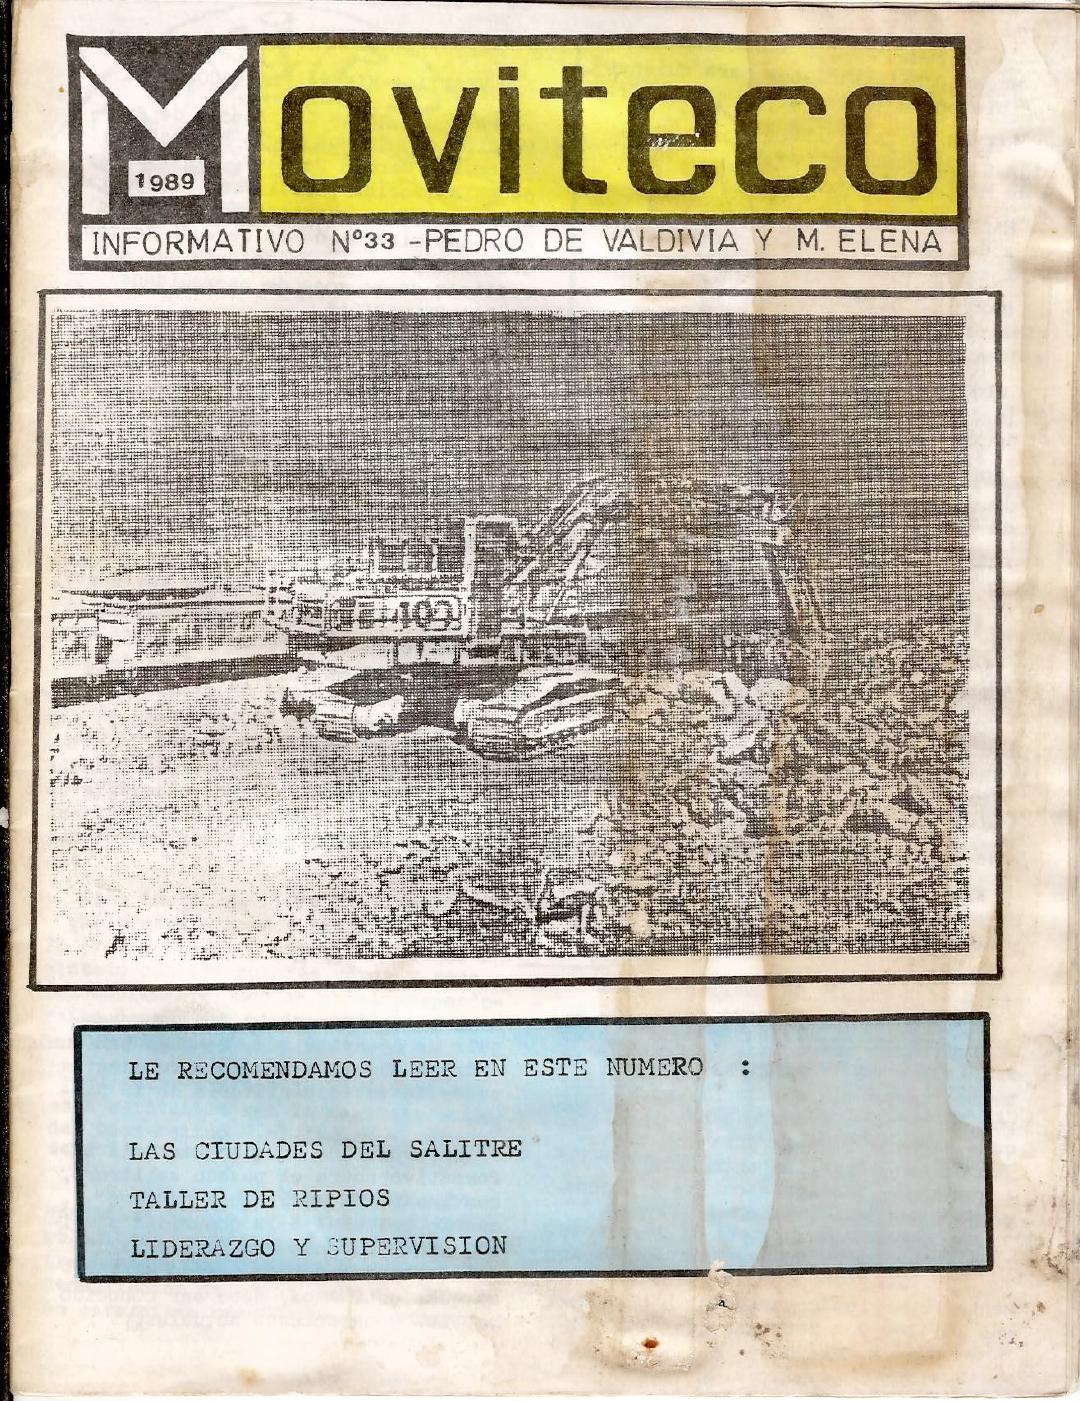 Moviteco
1989
INFORMATIVO Nº33 -PEDRO DE VALDIVIA Y M. ELENA
103
LE RECOMENDAMOS LEER EN ESTE NUMERO :
LAS CIUDADES DEL SALITRE
TALLER DE RIPIOS
LIDERAZGO Y SUPERVISION